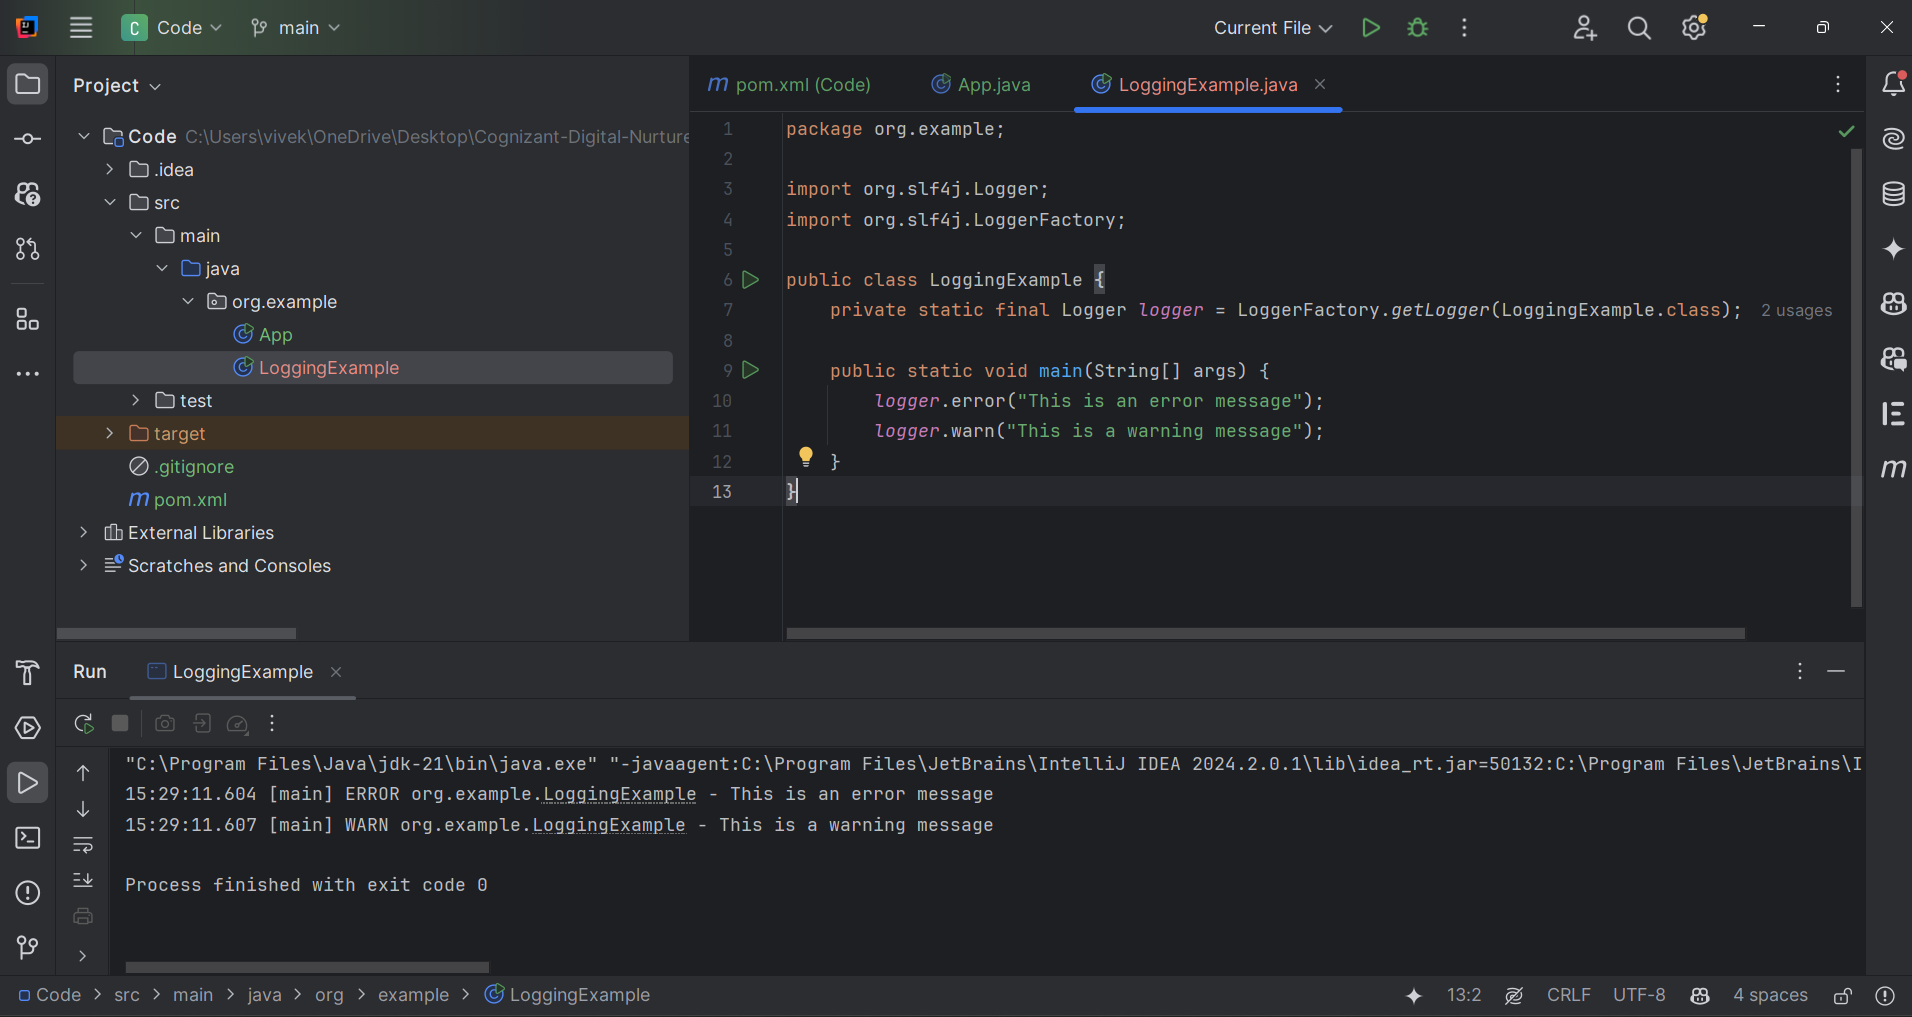 C Code main Current File
Project
Code C:\Users\vivek\OneDrive\Desktop\Cognizant-Digital-Nurture
.idea
src
main
java
org.example
App
LoggingExample
test
target
.gitignore
m pom.xml
External Libraries
Scratches and Consoles
m pom.xml (Code) App.java LoggingExample.java
1 package org.example;
2
3 import org.slf4j.Logger;
4 import org.slf4j.LoggerFactory;
5
6 public class LoggingExample {
7 private static final Logger logger = LoggerFactory.getLogger(LoggingExample.class); 2 usages
8
9 public static void main(String[] args) {
10 logger.error("This is an error message");
11 logger.warn("This is a warning message");
12 }
13 }
m
Run LoggingExample
"C:\Program Files\Java\jdk-21\bin\java.exe" "-javaagent:C:\Program Files\JetBrains\IntelliJ IDEA 2024.2.0.1\lib\idea_rt.jar=50132:C:\Program Files\JetBrains\I
15:29:11.604 [main] ERROR org.example.LoggingExample - This is an error message
15:29:11.607 [main] WARN org.example.LoggingExample - This is a warning message
Process finished with exit code 0
Code > src > main > java > org > example > LoggingExample 13:2 CRLF UTF-8 4 spaces